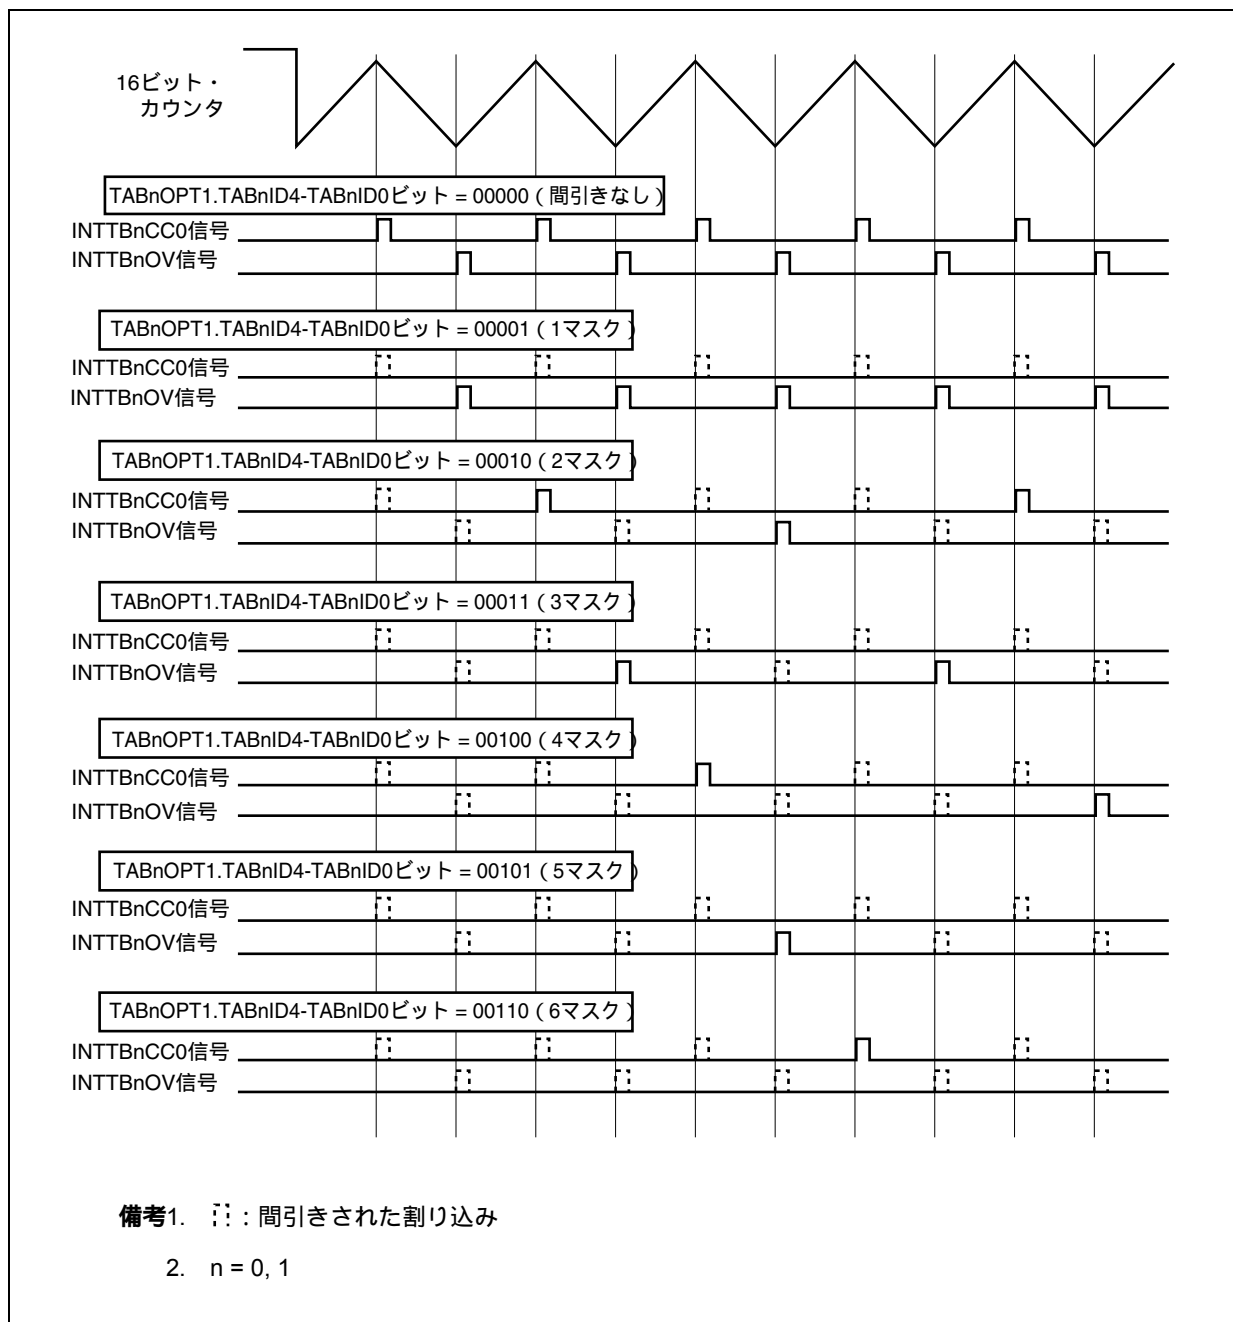 16ビット・
カウンタ
TABnOPT1.TABnID4-TABnID0ビット = 00000（間引きなし）
INTTBnCC0信号
INTTBnOV信号
TABnOPT1.TABnID4-TABnID0ビット = 00001（1マスク）
INTTBnCC0信号
INTTBnOV信号
TABnOPT1.TABnID4-TABnID0ビット = 00010（2マスク）
INTTBnCC0信号
INTTBnOV信号
TABnOPT1.TABnID4-TABnID0ビット = 00011（3マスク）
INTTBnCC0信号
INTTBnOV信号
TABnOPT1.TABnID4-TABnID0ビット = 00100（4マスク）
INTTBnCC0信号
INTTBnOV信号
TABnOPT1.TABnID4-TABnID0ビット = 00101（5マスク）
INTTBnCC0信号
INTTBnOV信号
TABnOPT1.TABnID4-TABnID0ビット = 00110（6マスク）
INTTBnCC0信号
INTTBnOV信号
備考1. ：間引きされた割り込み
2. n = 0, 1